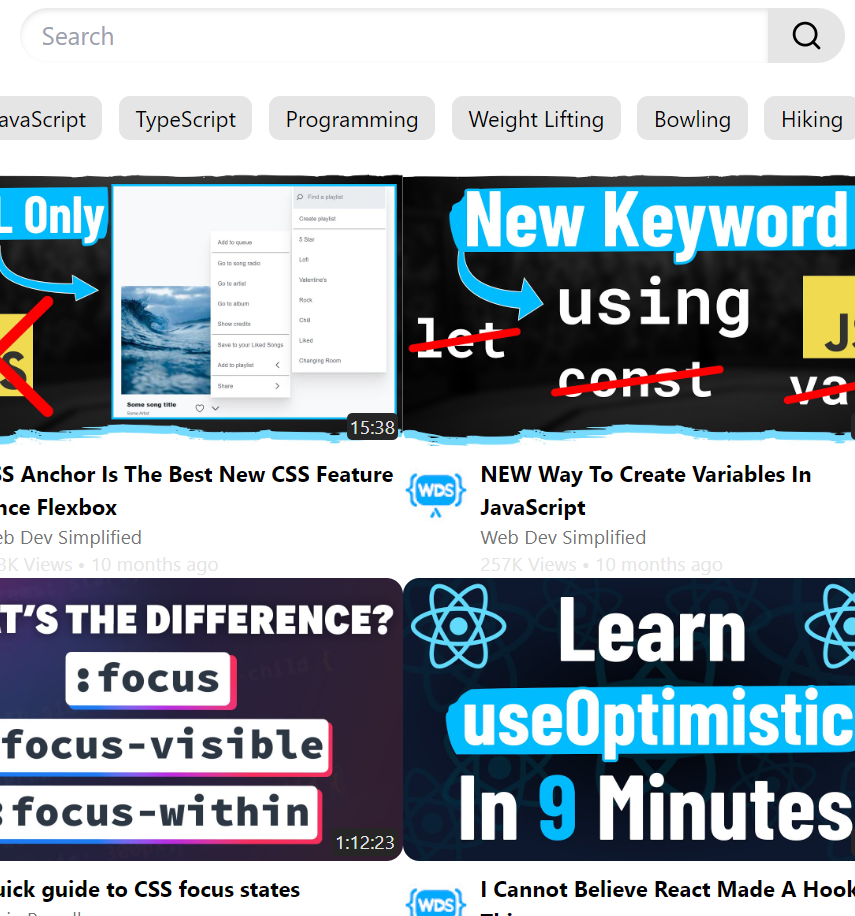 Search
avaScript TypeScript Programming Weight Lifting Bowling Hiking
L Only
Find a playlist
Create playlist
5 Star
Lofi
Valentine's
Rock
Chill
Liked
Changing Room
Add to queue
Go to song radio
Go to artist
Go to album
Show credits
Save to your Liked Songs
Add to playlist
Share
Some song title
Some Artist
S
15:38
New Keyword
using
let
const
JS
va
SS Anchor Is The Best New CSS Feature
nce Flexbox
eb Dev Simplified
3K Views • 10 months ago
{WDS}
NEW Way To Create Variables In
JavaScript
Web Dev Simplified
257K Views • 10 months ago
AT'S THE DIFFERENCE?
:focus
focus-visible
:focus-within
1:12:23
Learn
useOptimistic
In 9 Minutes
uick guide to CSS focus states
{WDS}
I Cannot Believe React Made A Hook